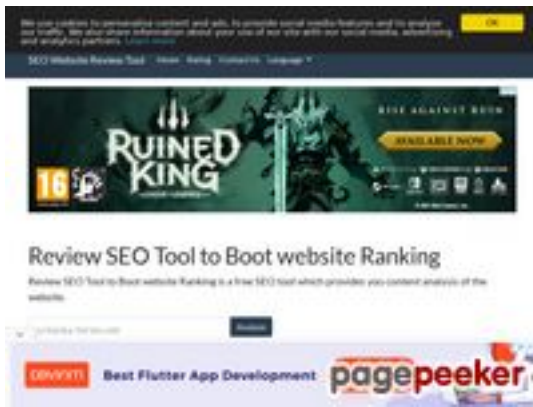 We use cookies to personalise content and ads, to provide social media features and to analyse
our traffic. We also share information about your use of our site with our social media, advertising
and analytics partners. Learn more
OK
SEO Website Review Tool Home Rating Contact Us Language
RISE AGAINST RUIN
RUINED
KING
AVAILABLE NOW
16
Review SEO Tool to Boot website Ranking
Review SEO Tool to Boot website Ranking is a free SEO tool which provides you content analysis of the
website.
Best Flutter App Development
pagepeeker